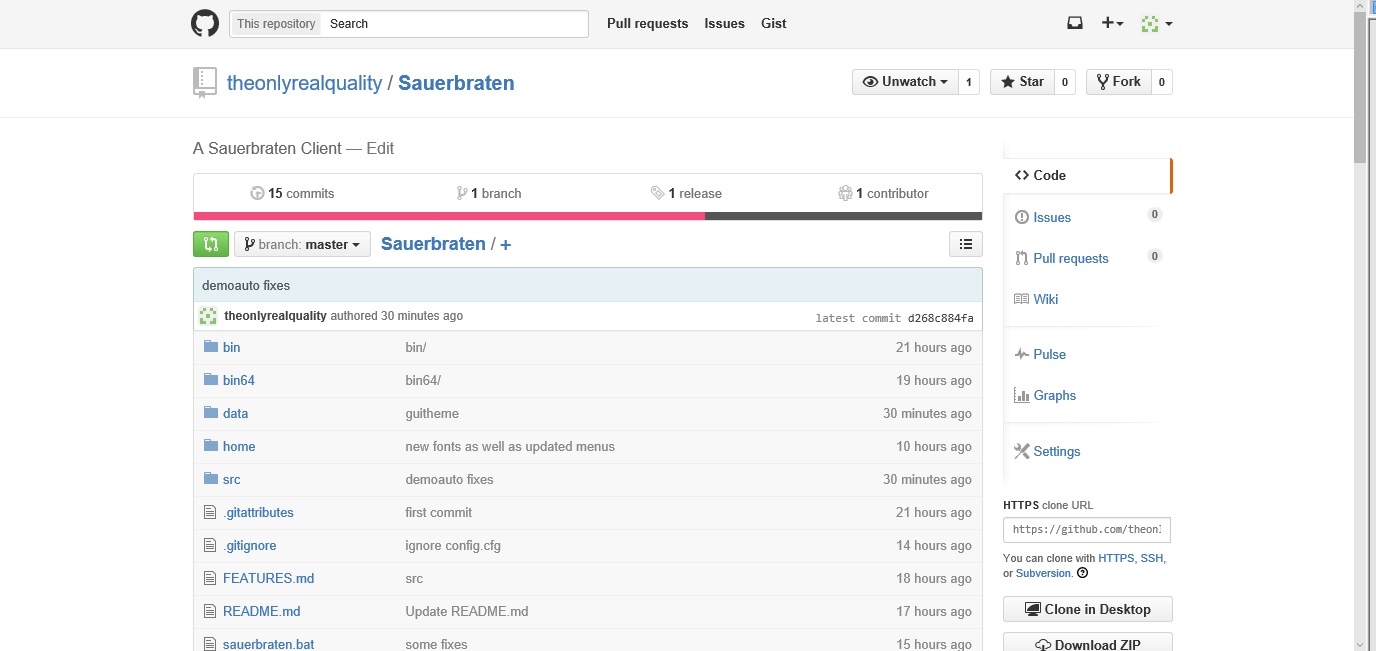 This repository Search Pull requests Issues Gist
theonlyrealquality / Sauerbraten Unwatch 1 Star 0 Fork 0
A Sauerbraten Client — Edit
15 commits 1 branch 1 release 1 contributor
branch: master Sauerbraten / +
demoauto fixes
theonlyrealquality authored 30 minutes ago latest commit d268c884fa
bin bin/ 21 hours ago
bin64 bin64/ 19 hours ago
data guitheme 30 minutes ago
home new fonts as well as updated menus 10 hours ago
src demoauto fixes 30 minutes ago
.gitattributes first commit 21 hours ago
.gitignore ignore config.cfg 14 hours ago
FEATURES.md src 18 hours ago
README.md Update README.md 17 hours ago
sauerbraten.bat some fixes 15 hours ago
Code
Issues 0
Pull requests 0
Wiki
Pulse
Graphs
Settings
HTTPS clone URL
https://github.com/theon
You can clone with HTTPS, SSH,
or Subversion.
Clone in Desktop
Download ZIP